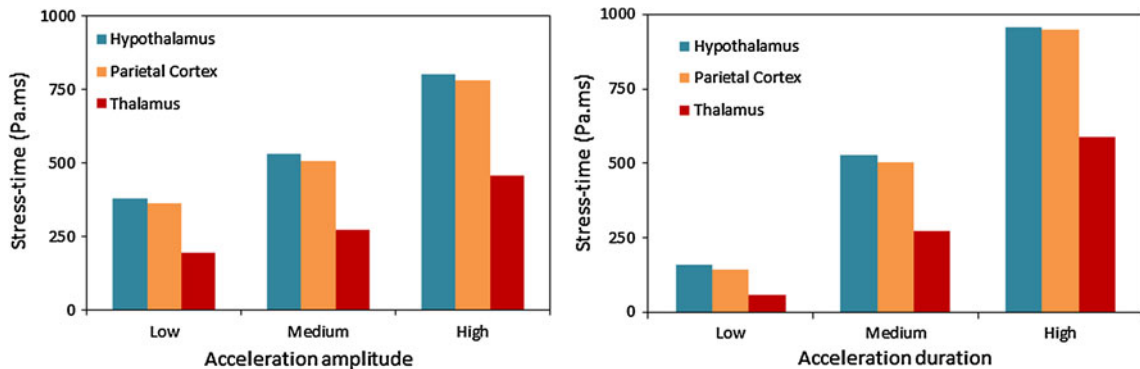 1000
750
500
250
0
Stress-time (Pa.ms)
Hypothalamus
Parietal Cortex
Thalamus
Low Medium High
Acceleration amplitude
1000
750
500
250
0
Stress-time (Pa.ms)
Hypothalamus
Parietal Cortex
Thalamus
Low Medium High
Acceleration duration